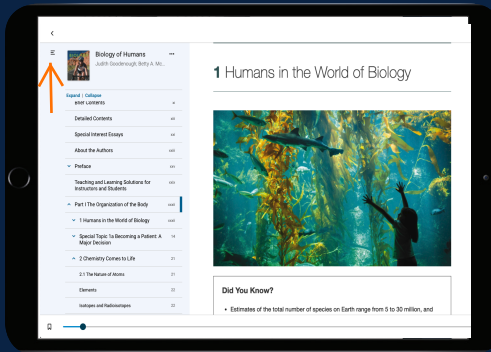 Biology of Humans
Judith Goodenough, Betty A. Mc...
Expand | Collapse
Brief Contents
Detailed Contents
Special Interest Essays
About the Authors
Preface
Teaching and Learning Solutions for
Instructors and Students
Part I The Organization of the Body
1 Humans in the World of Biology
Special Topic 1a Becoming a Patient: A 14
Major Decision
2 Chemistry Comes to Life 21
2.1 The Nature of Atoms 21
Elements 22
Isotopes and Radioisotopes 22
1 Humans in the World of Biology
Did You Know?
• Estimates of the total number of species on Earth range from 5 to 30 million, and